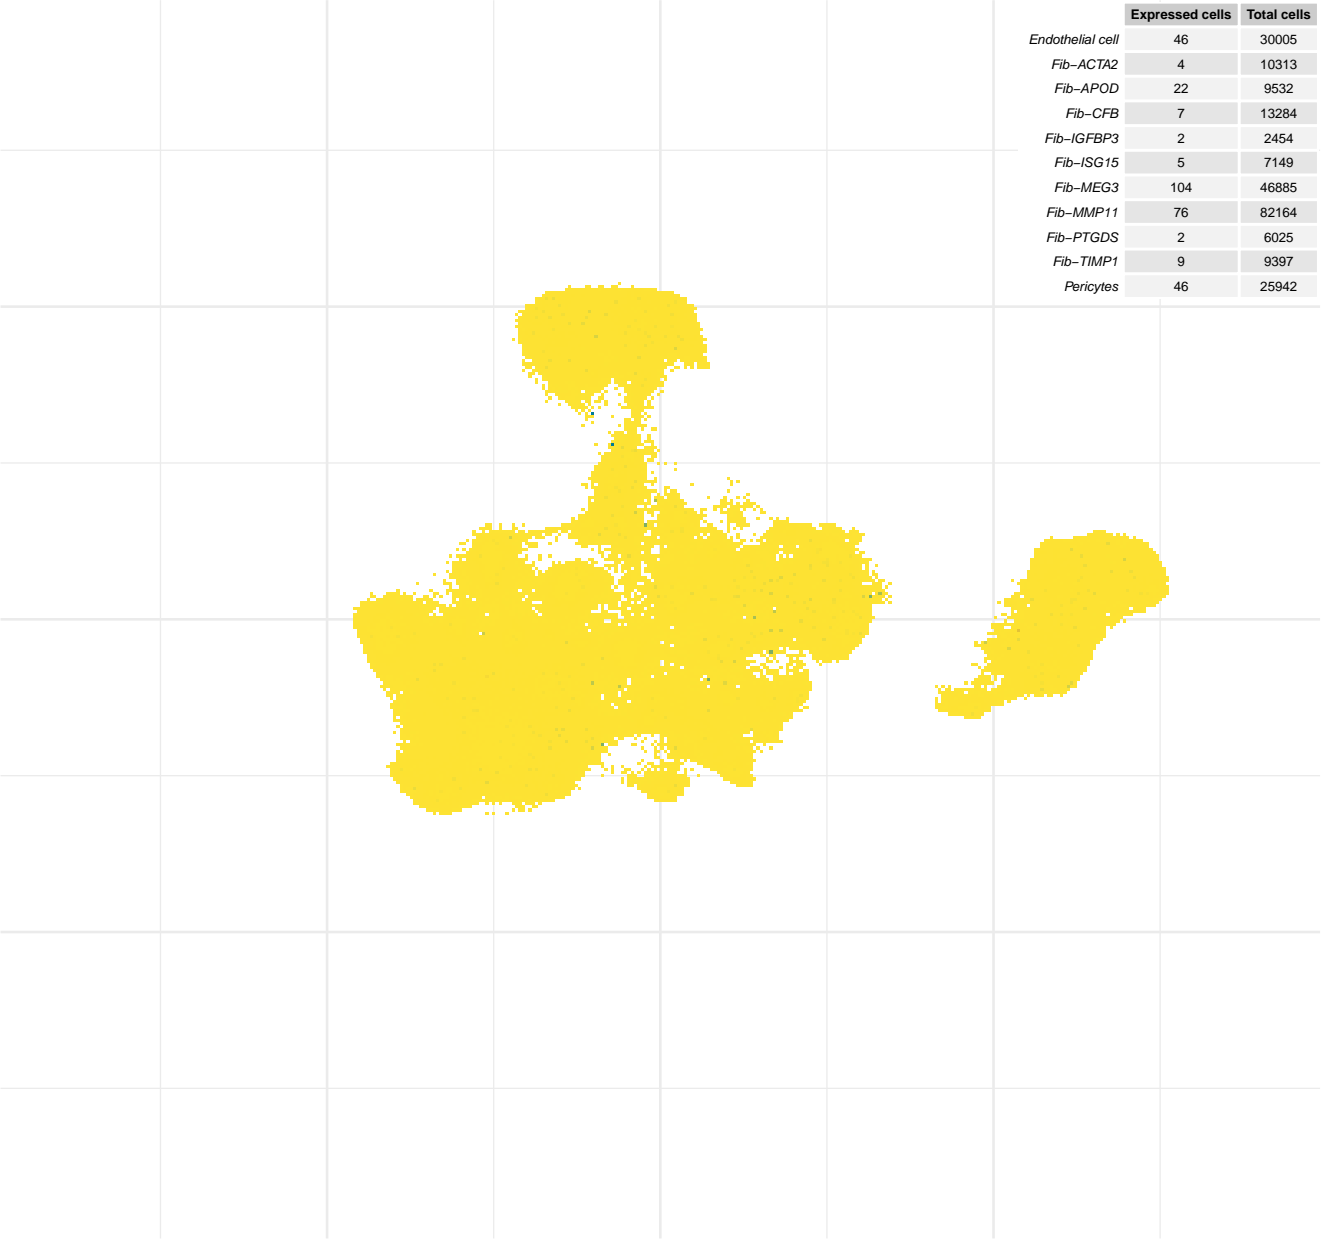 Expressed cells Total cells
Endothelial cell 46 30005
Fib−ACTA2 4 10313
Fib−APOD 22 9532
Fib−CFB 7 13284
Fib−IGFBP3 2 2454
Fib−ISG15 5 7149
Fib−MEG3 104 46885
Fib−MMP11 76 82164
Fib−PTGDS 2 6025
Fib−TIMP1 9 9397
Pericytes 46 25942